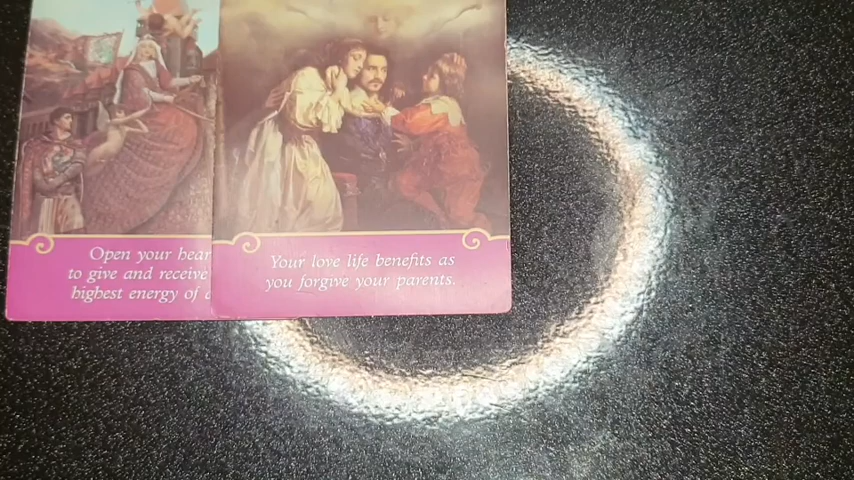 Open your hear
to give and receive
highest energy of
Your love life benefits as
you forgive your parents.